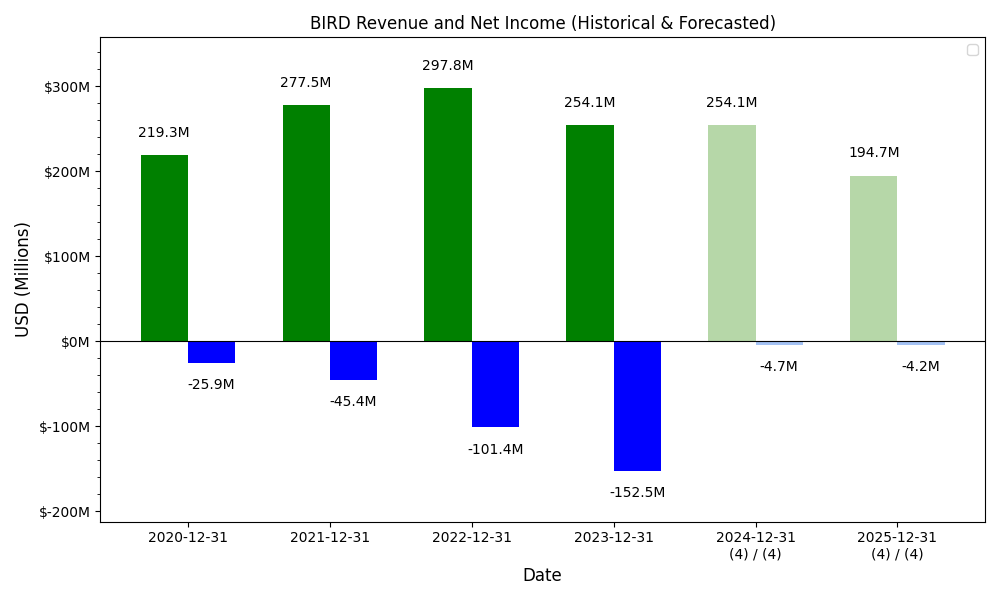 BIRD Revenue and Net Income (Historical & Forecasted)
297.8M
277.5M
254.1M
254.1M
219.3M
194.7M
-25.9M
-45.4M
-101.4M
-152.5M
-4.7M
-4.2M
$300M
$200M
$100M
$0M
$-100M
$-200M
USD (Millions)
2020-12-31
2021-12-31
2022-12-31
2023-12-31
2024-12-31
(4) / (4)
2025-12-31
(4) / (4)
Date